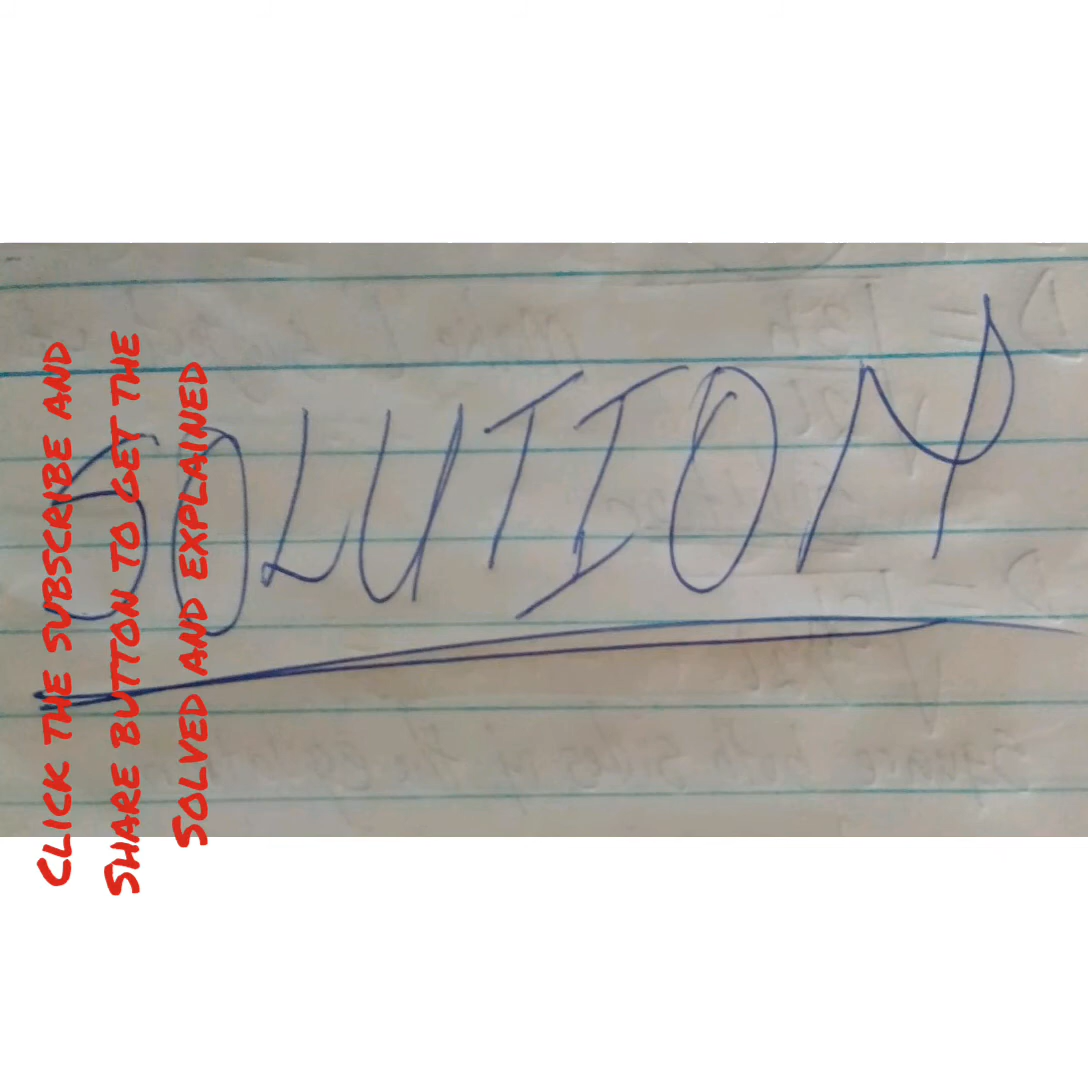 SOLUTION
CLICK THE SUBSCRIBE AND
SHARE BUTTON TO GET THE
SOLVED AND EXPLAINED